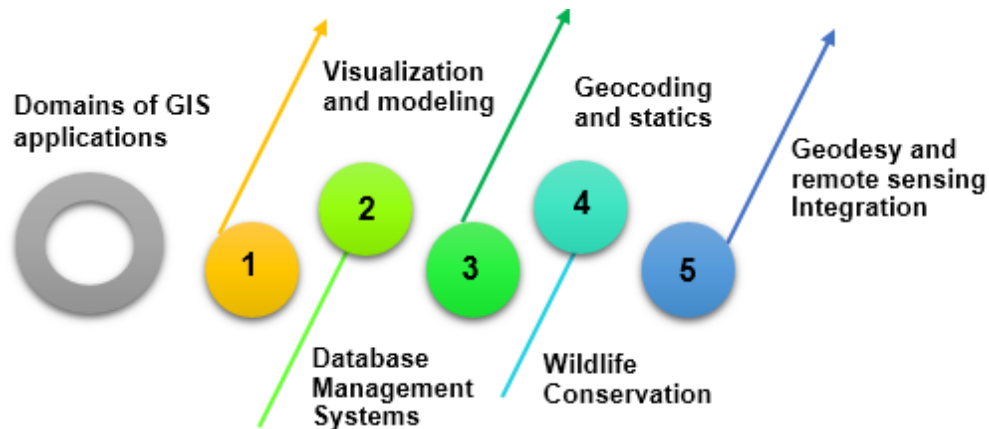 Domains of GIS
applications
1
Visualization
and modeling
2
Database
Management
Systems
3
Geocoding
and statics
4
Wildlife
Conservation
5
Geodesy and
remote sensing
Integration